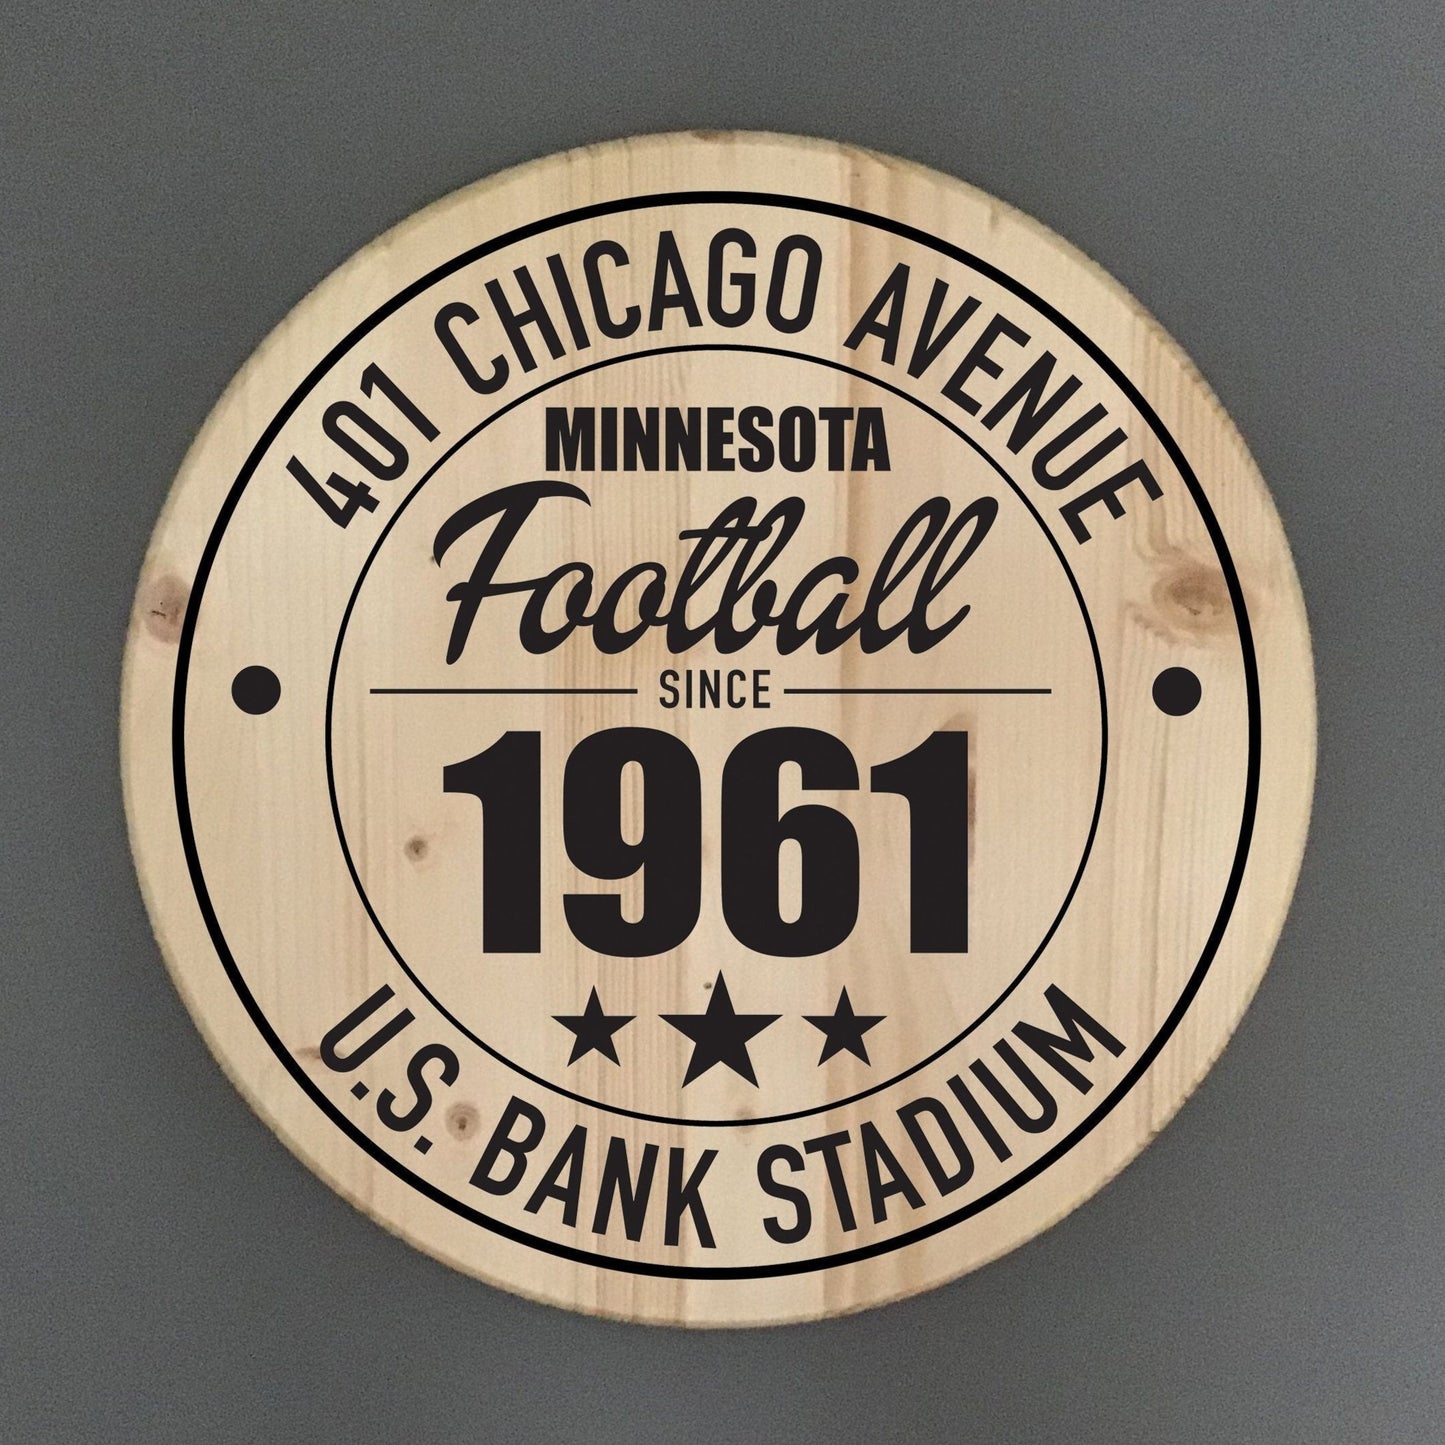 401 CHICAGO AVENUE
MINNESOTA
Football
SINCE
1961
U.S. BANK STADIUM